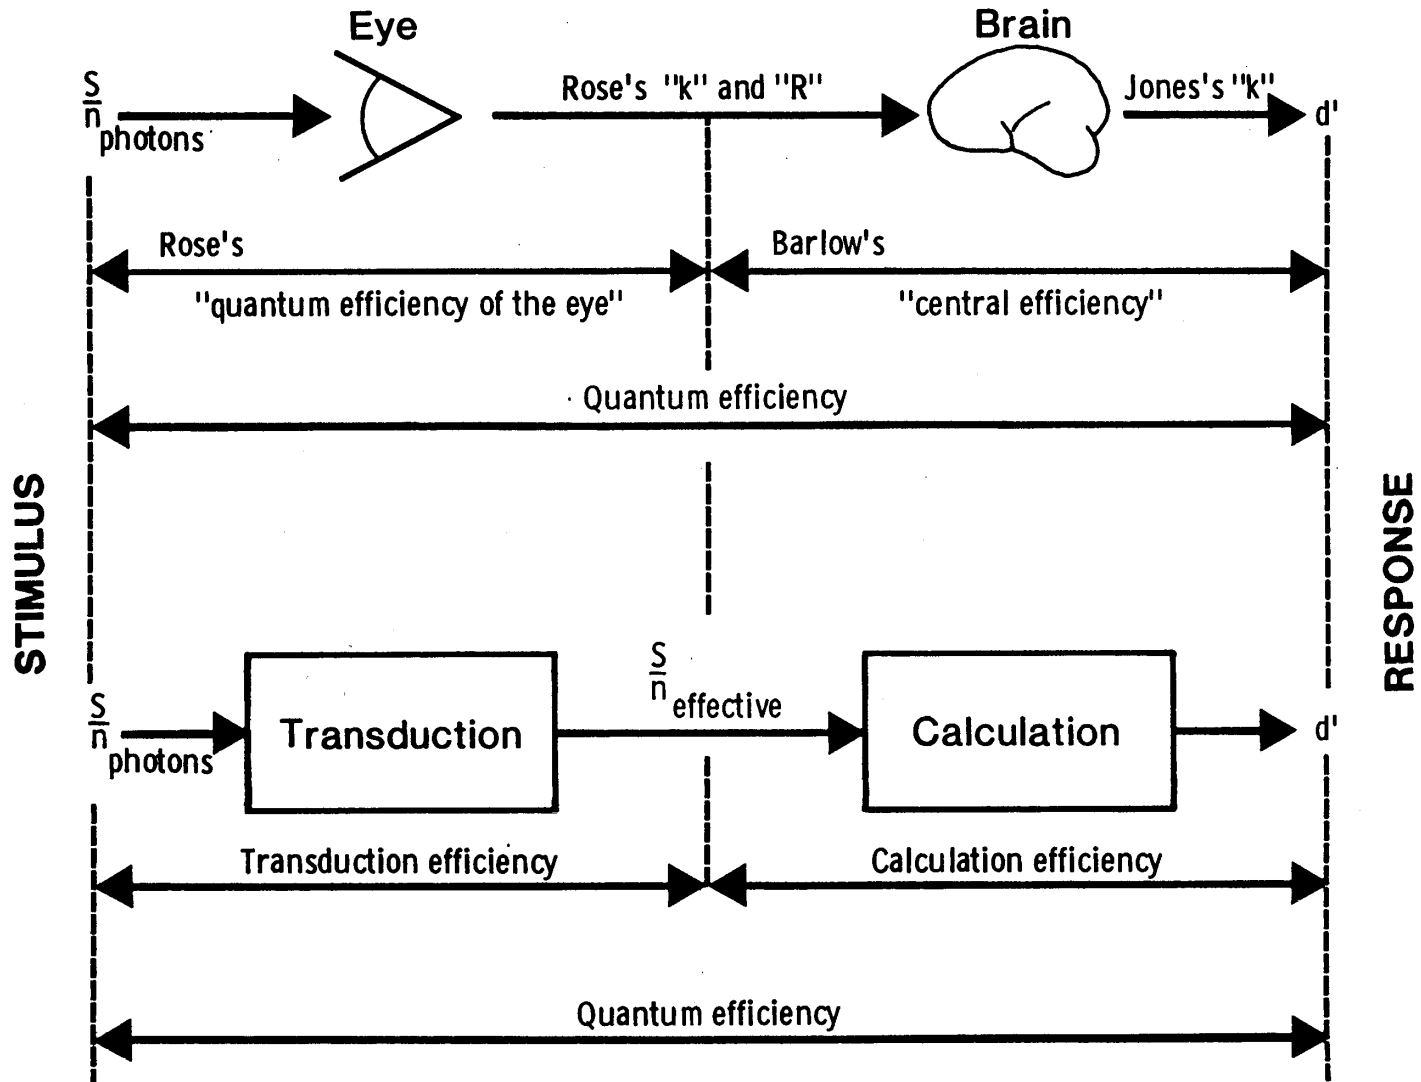 Eye
Brain
S/n photons
Rose's "k" and "R"
Jones's "k"
d'
Rose's
"quantum efficiency of the eye"
Barlow's
"central efficiency"
Quantum efficiency
STIMULUS
RESPONSE
S/n photons
Transduction
S/n effective
Calculation
d'
Transduction efficiency
Calculation efficiency
Quantum efficiency